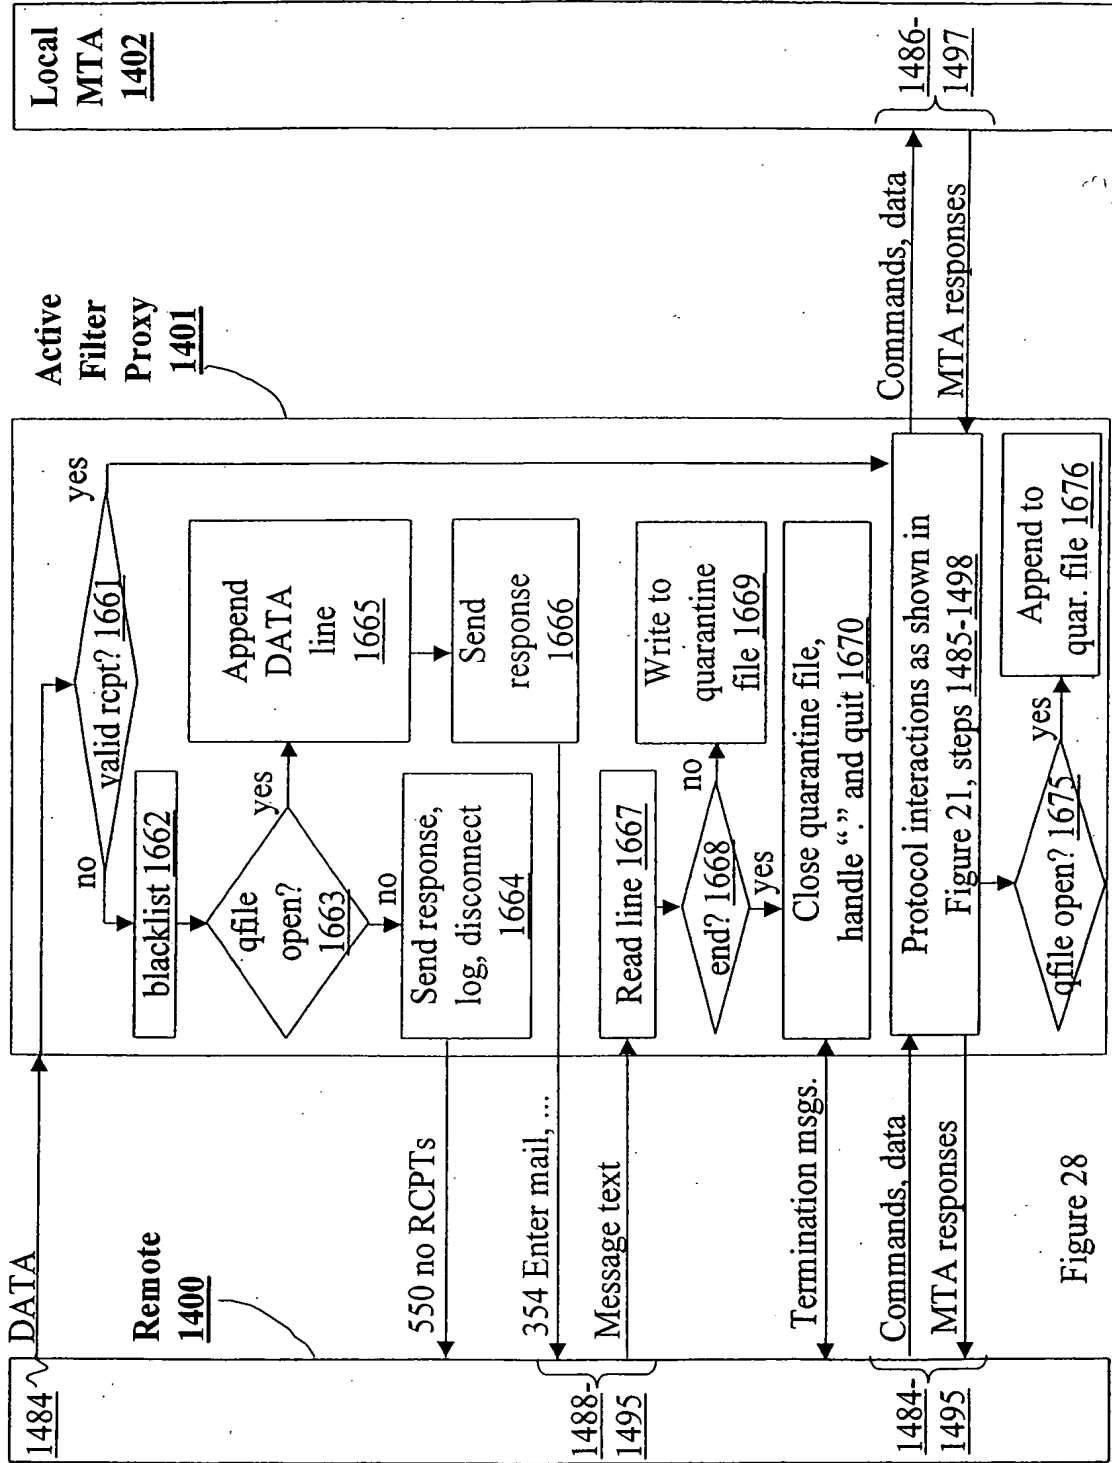 DATA
1484
Remote
1400
550 no RCPTs
354 Enter mail, ...
Message text
1488-
1495
Termination msgs.
Commands, data
MTA responses
1484-
1495
Active
Filter
Proxy
1401
valid rcpt? 1661
yes
no
blacklist 1662
qfile
open?
1663
yes
no
Append
DATA
line
1665
Send response,
log, disconnect
1664
Send
response
1666
Read line 1667
end? 1668
no
yes
Write to
quarantine
file 1669
Close quarantine file,
handle “.” and quit 1670
Protocol interactions as shown in
Figure 21, steps 1485-1498
qfile open? 1675
yes
Append to
quar. file 1676
Local
MTA
1402
Commands, data
MTA responses
1486-
1497
Figure 28